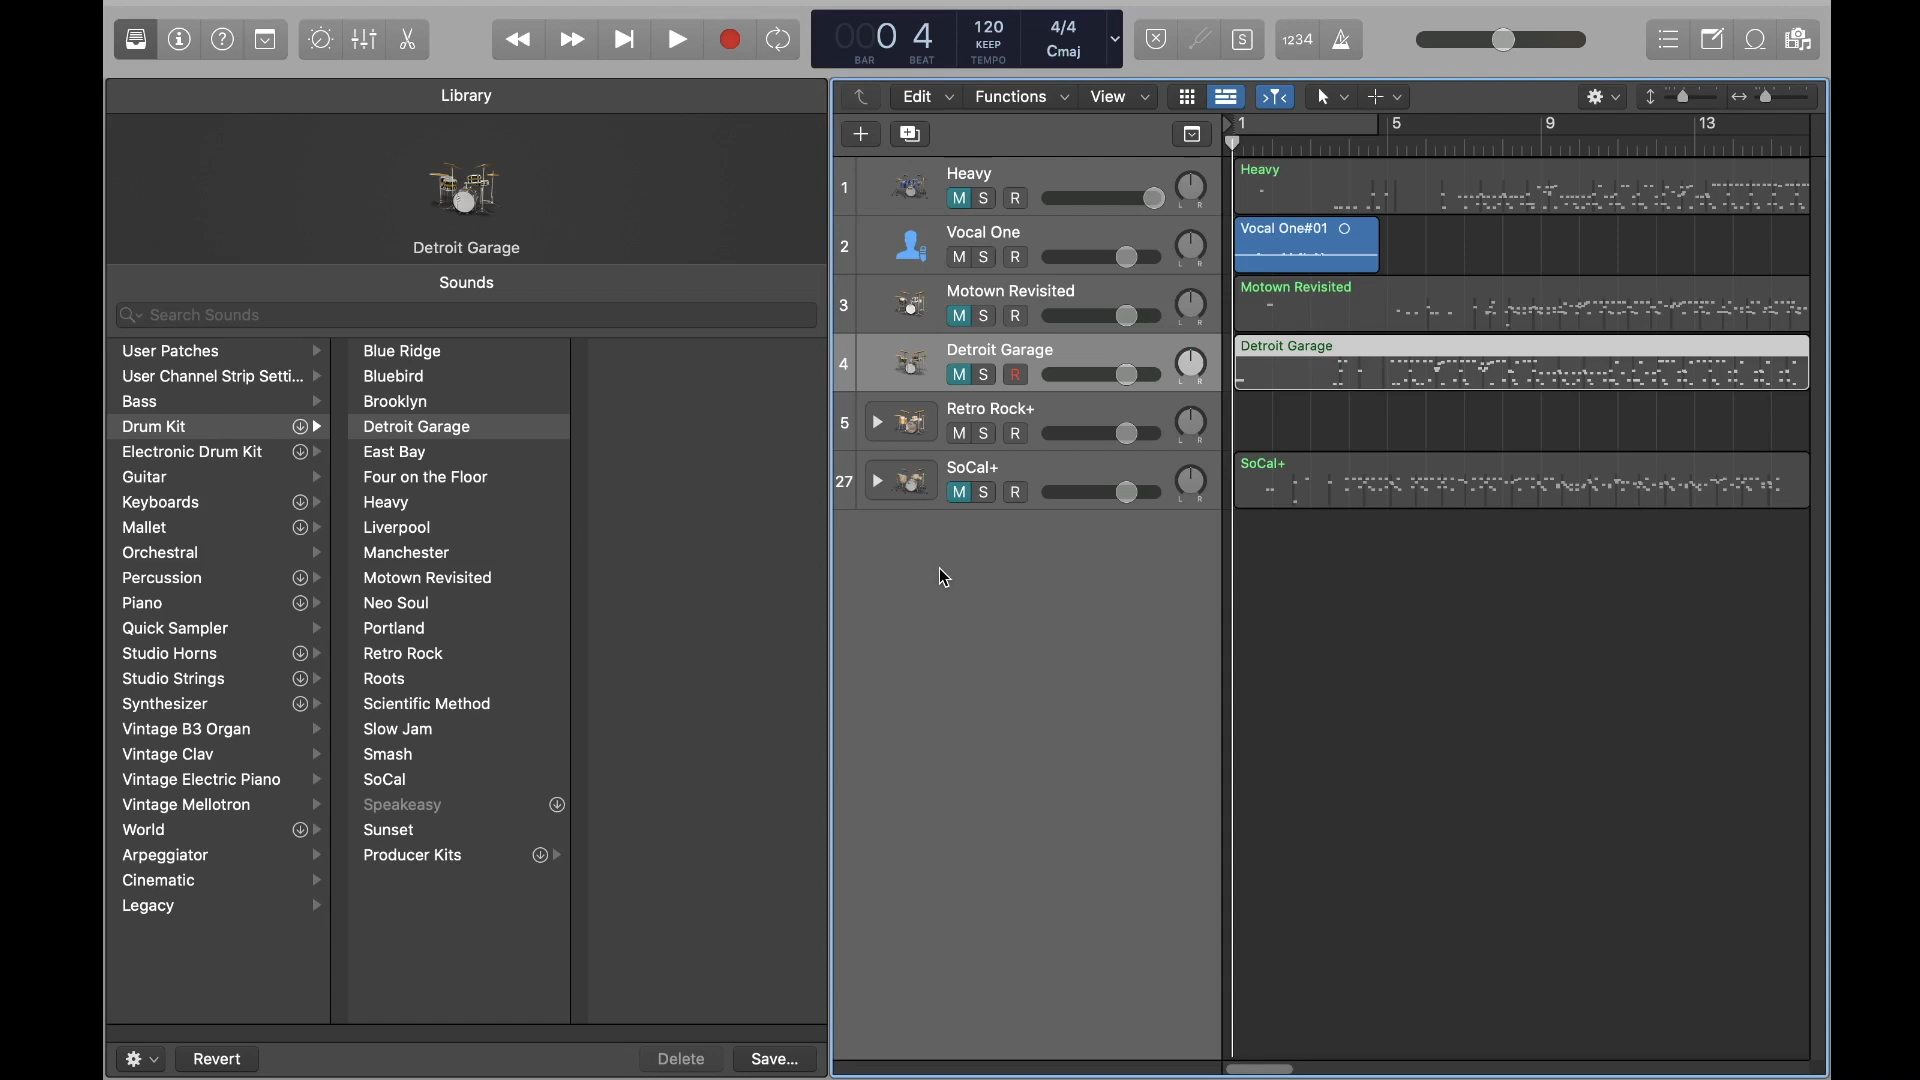 0 4
BAR BEAT
120
KEEP
TEMPO
4/4
Cmaj
S
1234
Library
Edit Functions View
Detroit Garage
Sounds
Search Sounds
User Patches
User Channel Strip Setti...
Bass
Drum Kit
Electronic Drum Kit
Guitar
Keyboards
Mallet
Orchestral
Percussion
Piano
Quick Sampler
Studio Horns
Studio Strings
Synthesizer
Vintage B3 Organ
Vintage Clav
Vintage Electric Piano
Vintage Mellotron
World
Arpeggiator
Cinematic
Legacy
Blue Ridge
Bluebird
Brooklyn
Detroit Garage
East Bay
Four on the Floor
Heavy
Liverpool
Manchester
Motown Revisited
Neo Soul
Portland
Retro Rock
Roots
Scientific Method
Slow Jam
Smash
SoCal
Speakeasy
Sunset
Producer Kits
Revert
Delete
Save...
1 5 9 13
1 Heavy
M S R
L R
2 Vocal One
M S R
L R
3 Motown Revisited
M S R
L R
4 Detroit Garage
M S R
L R
5 Retro Rock+
M S R
L R
27 SoCal+
M S R
L R
Heavy
Vocal One#01
Motown Revisited
Detroit Garage
SoCal+